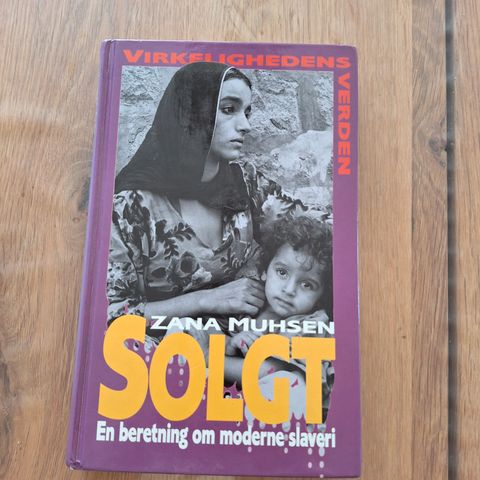 VIRKELIGHEDENS
VERDEN
ZANA MUHSEN
SOLGT
En beretning om moderne slaveri